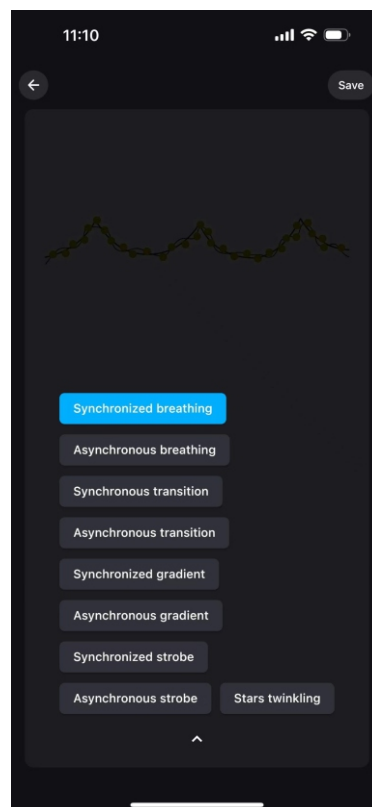 11:10
Save
Synchronized breathing
Asynchronous breathing
Synchronous transition
Asynchronous transition
Synchronized gradient
Asynchronous gradient
Synchronized strobe
Asynchronous strobe Stars twinkling